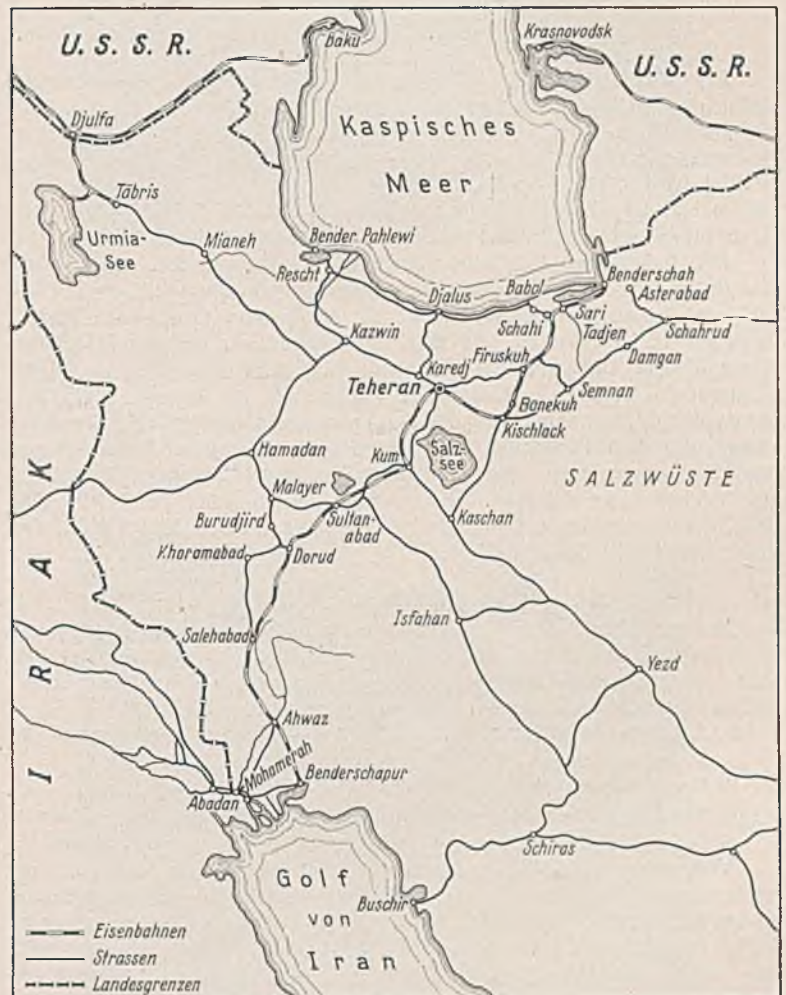 U. S. S. R.
Baku
Krasnovodsk
U. S. S. R.
Djulfa
Kaspisches
Meer
Täbris
Urmia-
See
Mianeh
Bender Pahlewi
Rescht
Djalus
Babol
Benderschah
Asterabad
Sari
Schahi
Tadjen
Schahrud
Kazwin
Firuskuh
Damgan
Karedj
Teheran
Semnan
Bonekuh
Kischlack
Hamadan
Kum
Salz-
see
SALZWÜSTE
Malayer
Burudjird
Sultan-
abad
Kaschan
Khoramabad
Dorud
IRAK
Isfahan
Salehabad
Yezd
Ahwaz
Mohamerah
Benderschapur
Abadan
Schiras
Golf
von
Iran
Buschir
Eisenbahnen
Strassen
Landesgrenzen